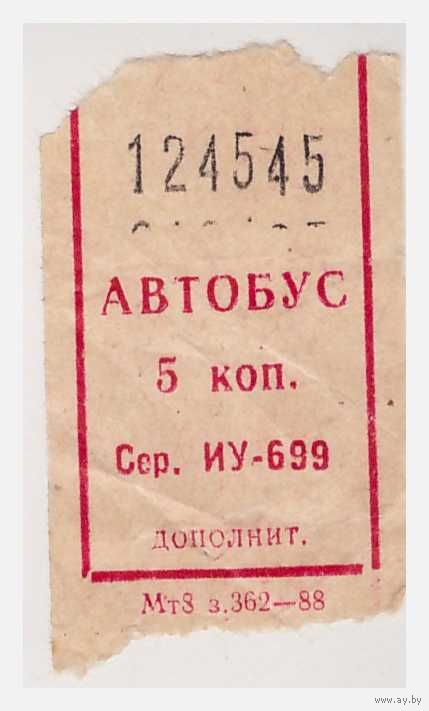 124545
АВТОБУС
5 коп.
Сер. ИУ-699
ДОПОЛНИТ.
Мт8 з.362—88
www.ay.by